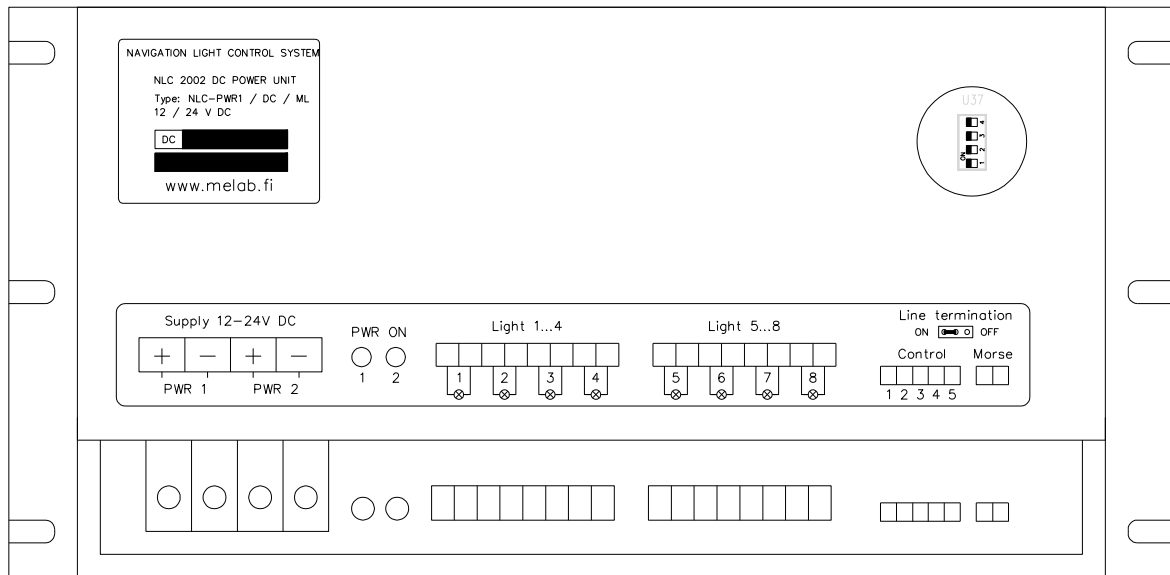 NAVIGATION LIGHT CONTROL SYSTEM
NLC 2002 DC POWER UNIT
Type: NLC-PWR1 / DC / ML
12 / 24 V DC
DC
www.melab.fi
U37
ON
1 2 3 4
Supply 12-24V DC
+ - + -
PWR 1 PWR 2
PWR ON
1 2
Light 1...4
1 2 3 4
Light 5...8
5 6 7 8
Line termination
ON OFF
Control Morse
1 2 3 4 5